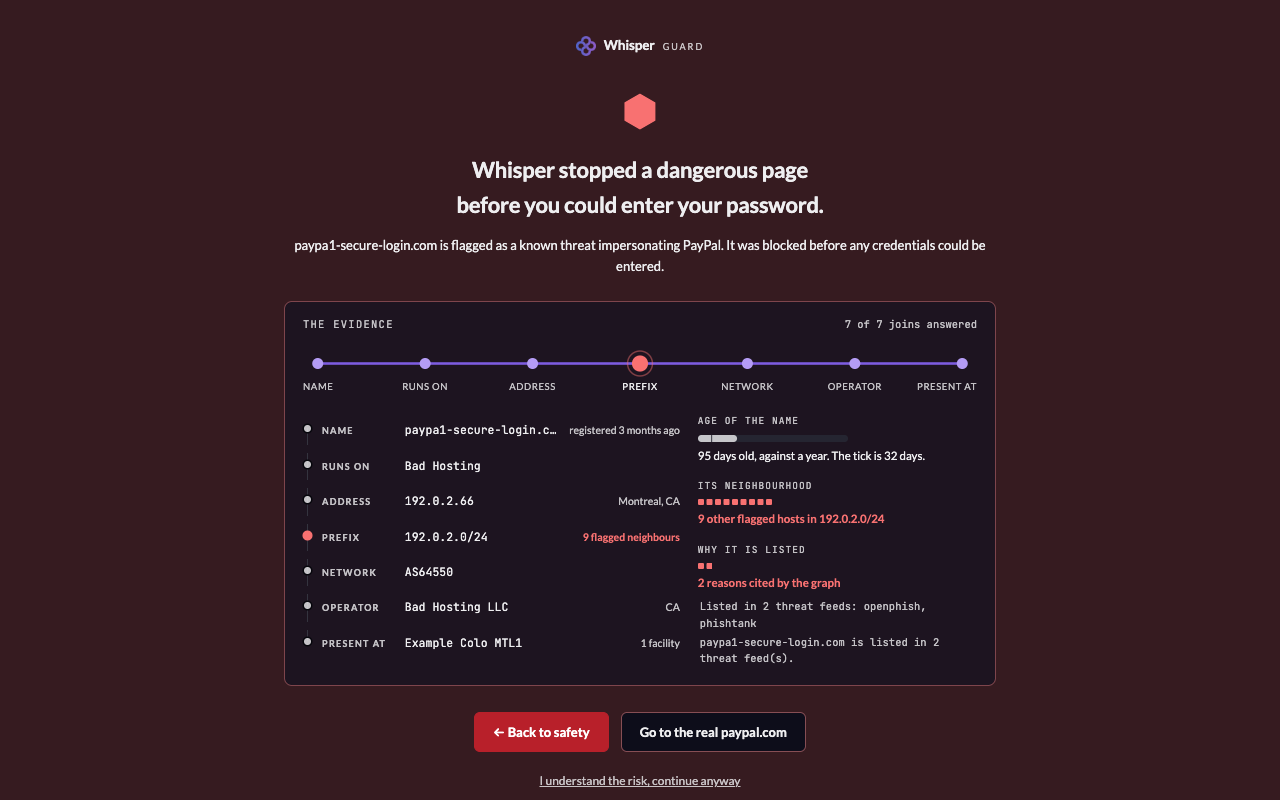 Whisper GUARD
Whisper stopped a dangerous page
before you could enter your password.
paypa1-secure-login.com is flagged as a known threat impersonating PayPal. It was blocked before any credentials could be
entered.
THE EVIDENCE
7 of 7 joins answered
NAME RUNS ON ADDRESS PREFIX NETWORK OPERATOR PRESENT AT
NAME paypa1-secure-login.c… registered 3 months ago
RUNS ON Bad Hosting
ADDRESS 192.0.2.66 Montreal, CA
PREFIX 192.0.2.0/24 9 flagged neighbours
NETWORK AS64550
OPERATOR Bad Hosting LLC CA
PRESENT AT Example Colo MTL1 1 facility
AGE OF THE NAME
95 days old, against a year. The tick is 32 days.
ITS NEIGHBOURHOOD
9 other flagged hosts in 192.0.2.0/24
WHY IT IS LISTED
2 reasons cited by the graph
Listed in 2 threat feeds: openphish,
phishtank
paypa1-secure-login.com is listed in 2
threat feed(s).
← Back to safety
Go to the real paypal.com
I understand the risk, continue anyway